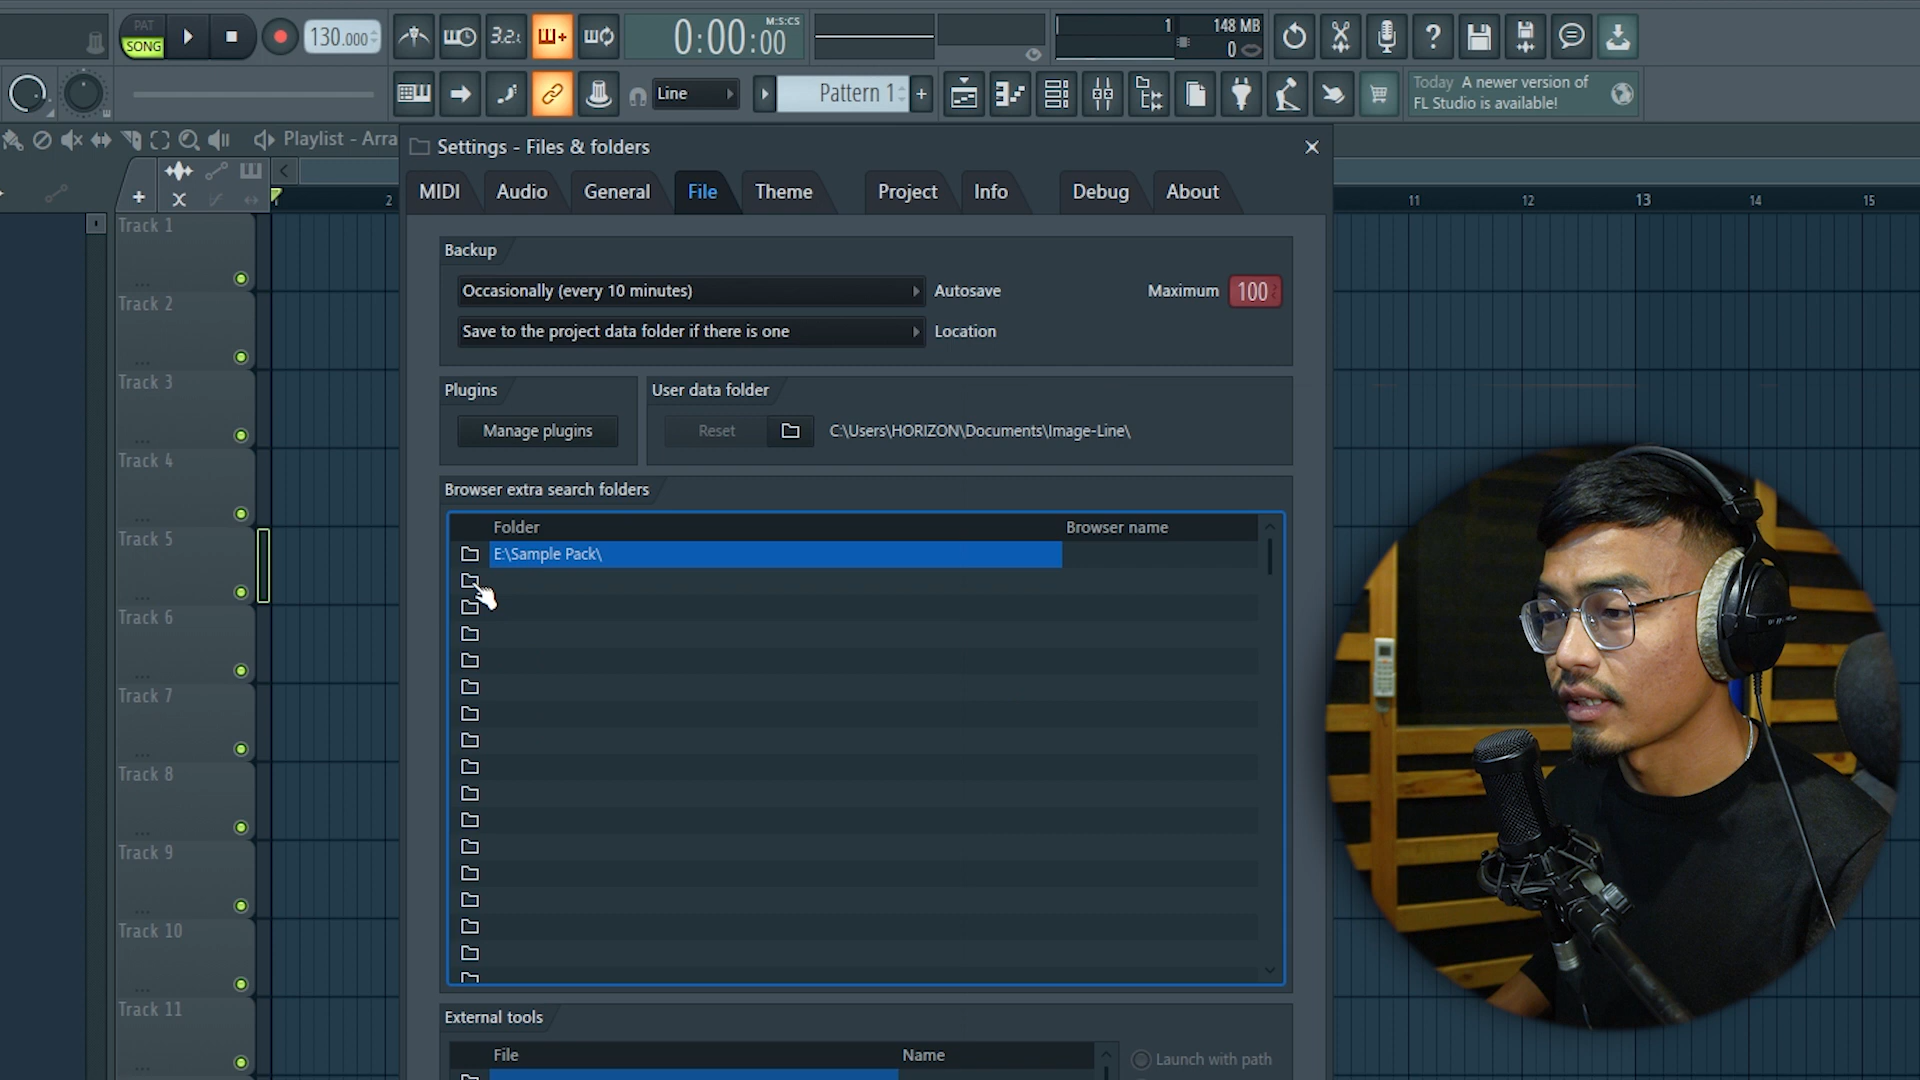 PAT
SONG
130.000
3.2.
0:00:00
M:S:CS
1
148 MB
0
Line
Pattern 1
Today A newer version of
FL Studio is available!
Playlist - Arra
Settings - Files & folders
MIDI
Audio
General
File
Theme
Project
Info
Debug
About
2
11
12
13
14
15
Track 1
Track 2
Track 3
Track 4
Track 5
Track 6
Track 7
Track 8
Track 9
Track 10
Track 11
Backup
Occasionally (every 10 minutes)
Autosave
Maximum
100
Save to the project data folder if there is one
Location
Plugins
Manage plugins
User data folder
Reset
C:\Users\HORIZON\Documents\Image-Line\
Browser extra search folders
Folder
Browser name
E:\Sample Pack\
External tools
File
Name
Launch with path